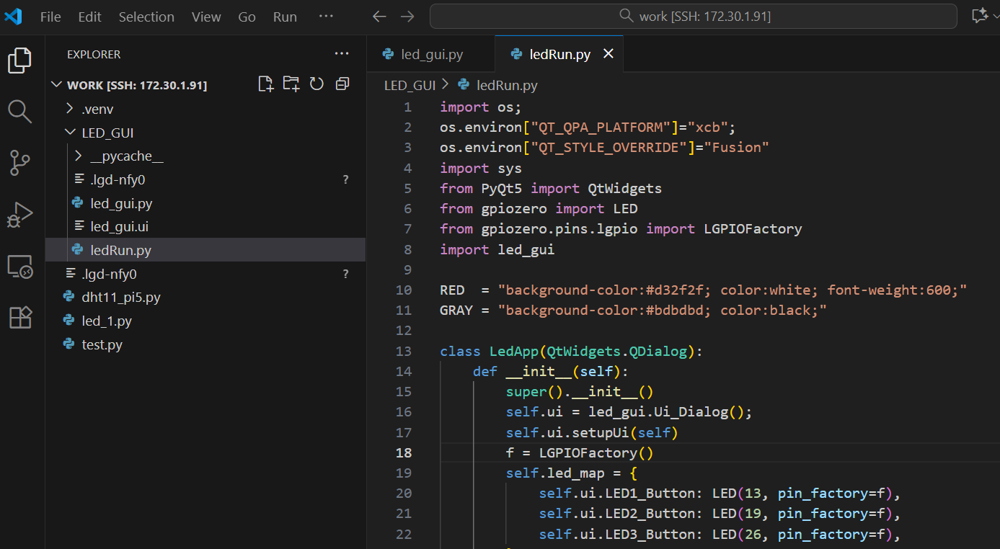 File Edit Selection View Go Run ···
work [SSH: 172.30.1.91]
EXPLORER ···
WORK [SSH: 172.30.1.91]
.venv
LED_GUI
__pycache__
.lgd-nfy0 ?
led_gui.py
led_gui.ui
ledRun.py
.lgd-nfy0 ?
dht11_pi5.py
led_1.py
test.py
led_gui.py
ledRun.py
LED_GUI > ledRun.py
1 import os;
2 os.environ["QT_QPA_PLATFORM"]="xcb";
3 os.environ["QT_STYLE_OVERRIDE"]="Fusion"
4 import sys
5 from PyQt5 import QtWidgets
6 from gpiozero import LED
7 from gpiozero.pins.lgpio import LGPIOFactory
8 import led_gui
9
10 RED  = "background-color:#d32f2f; color:white; font-weight:600;"
11 GRAY = "background-color:#bdbdbd; color:black;"
12
13 class LedApp(QtWidgets.QDialog):
14     def __init__(self):
15         super().__init__()
16         self.ui = led_gui.Ui_Dialog();
17         self.ui.setupUi(self)
18         f = LGPIOFactory()
19         self.led_map = {
20             self.ui.LED1_Button: LED(13, pin_factory=f),
21             self.ui.LED2_Button: LED(19, pin_factory=f),
22             self.ui.LED3_Button: LED(26, pin_factory=f),